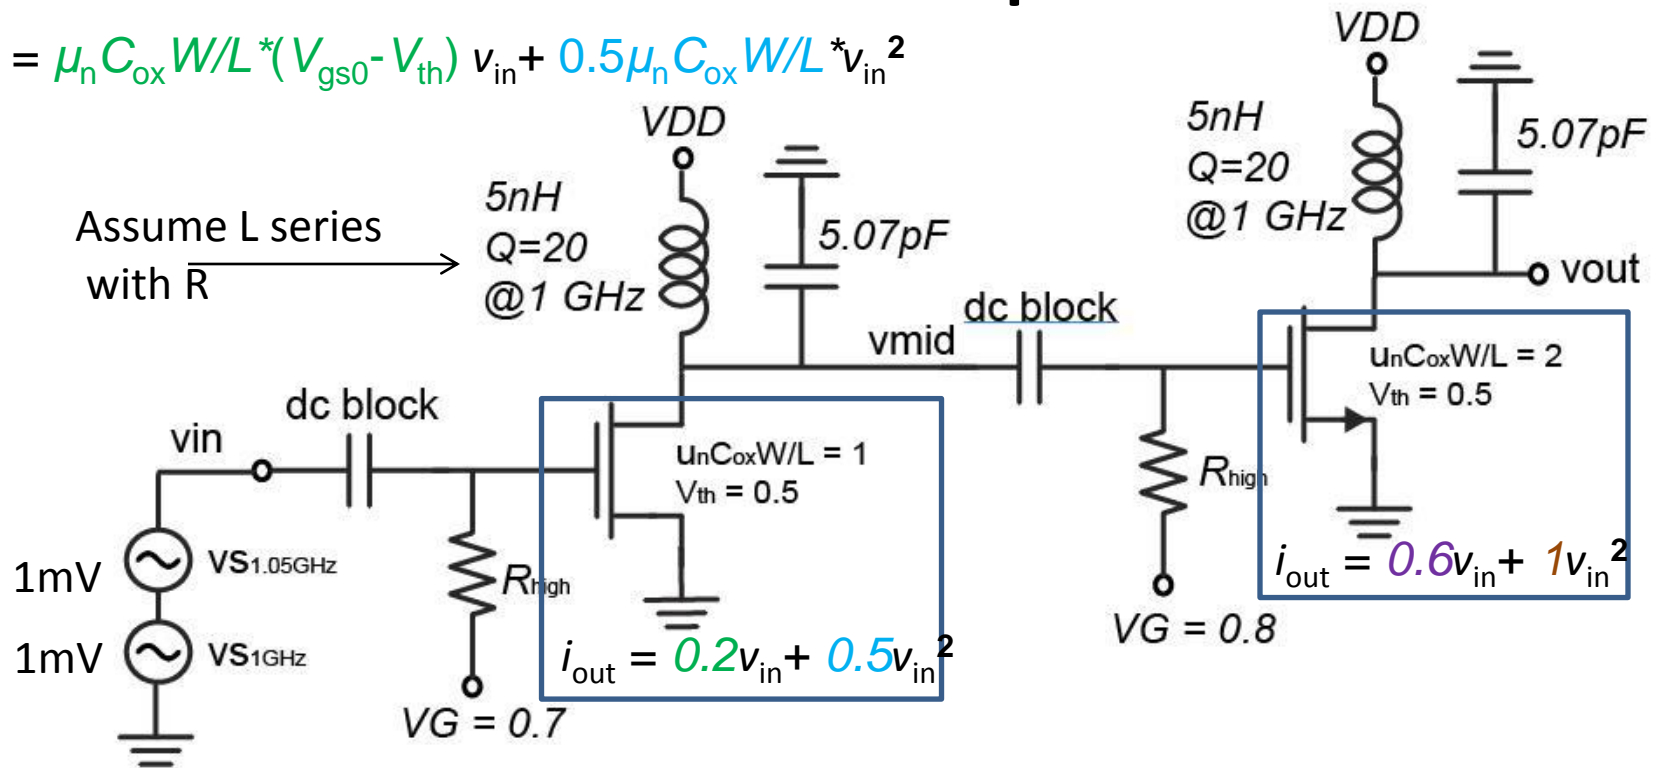 = μnCoxW/L*(Vgs0-Vth) vin+ 0.5μnCoxW/L*vin²
VDD
5nH
Q=20
@1 GHz
5.07pF
VDD
5nH
Q=20
@1 GHz
5.07pF
Assume L series
with R
vout
dc block
vmid
unCoxW/L = 2
Vth = 0.5
dc block
vin
unCoxW/L = 1
Vth = 0.5
Rhigh
1mV
VS1.05GHz
Rhigh
iout = 0.6vin+ 1vin²
VG = 0.8
1mV
VS1GHz
iout = 0.2vin+ 0.5vin²
VG = 0.7